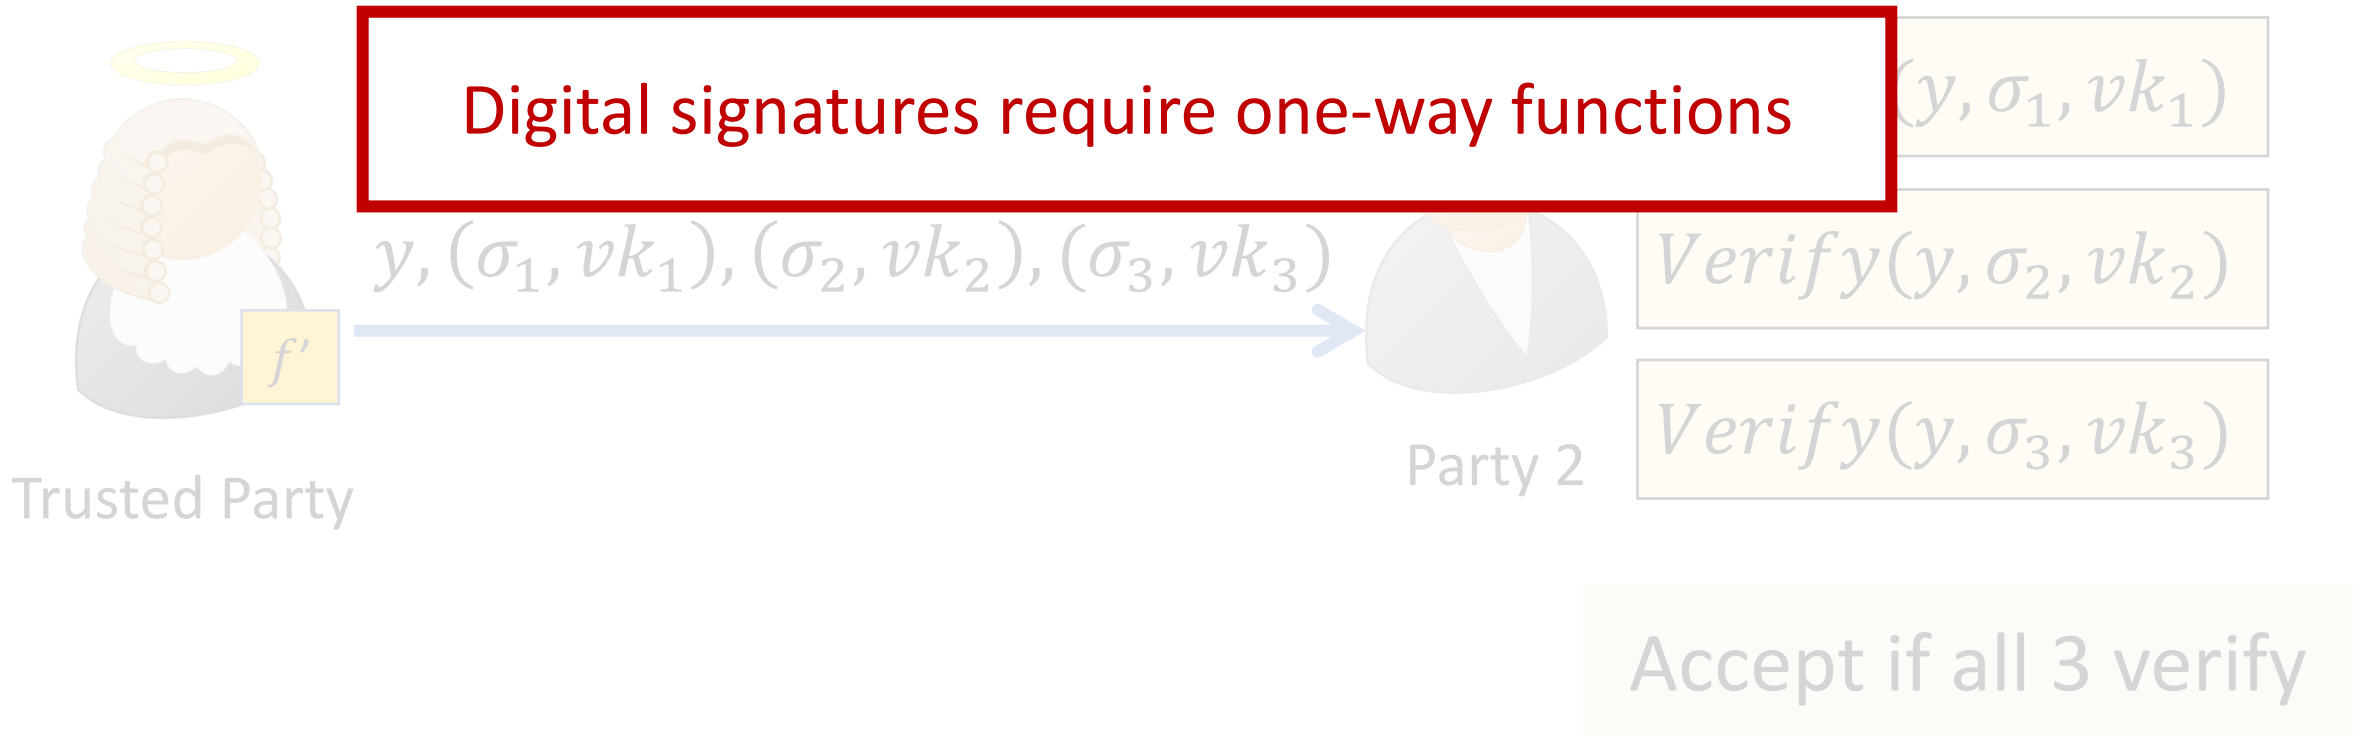 Digital signatures require one-way functions
(y, σ₁, vk₁)
y, (σ₁, vk₁), (σ₂, vk₂), (σ₃, vk₃)
Verify(y, σ₂, vk₂)
f’
Verify(y, σ₃, vk₃)
Party 2
Trusted Party
Accept if all 3 verify